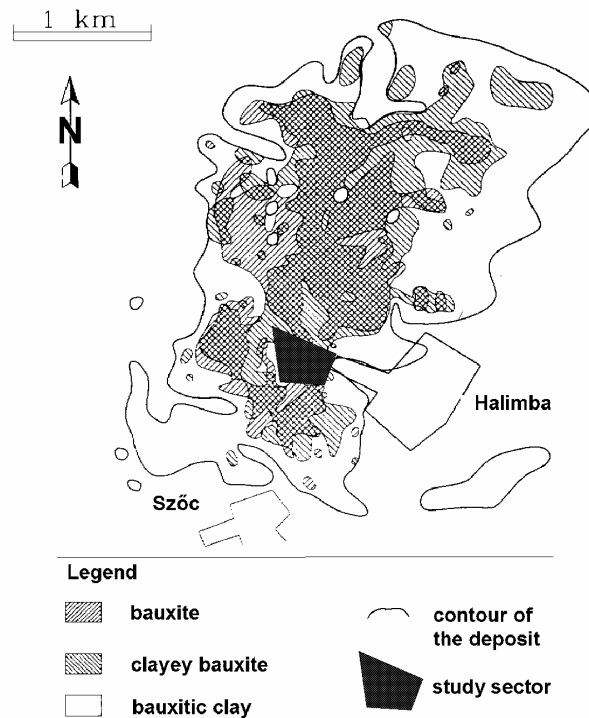 1 km
N
Halimba
Szőc
Legend
bauxite
clayey bauxite
bauxitic clay
contour of
the deposit
study sector